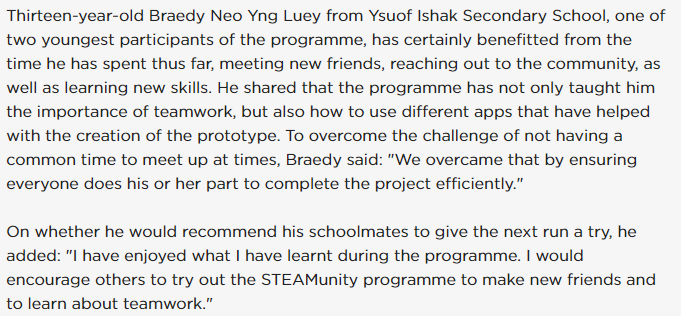 Thirteen-year-old Braedy Neo Yng Luey from Ysuof Ishak Secondary School, one of
two youngest participants of the programme, has certainly benefitted from the
time he has spent thus far, meeting new friends, reaching out to the community, as
well as learning new skills. He shared that the programme has not only taught him
the importance of teamwork, but also how to use different apps that have helped
with the creation of the prototype. To overcome the challenge of not having a
common time to meet up at times, Braedy said: "We overcame that by ensuring
everyone does his or her part to complete the project efficiently."
On whether he would recommend his schoolmates to give the next run a try, he
added: "I have enjoyed what I have learnt during the programme. I would
encourage others to try out the STEAMunity programme to make new friends and
to learn about teamwork."